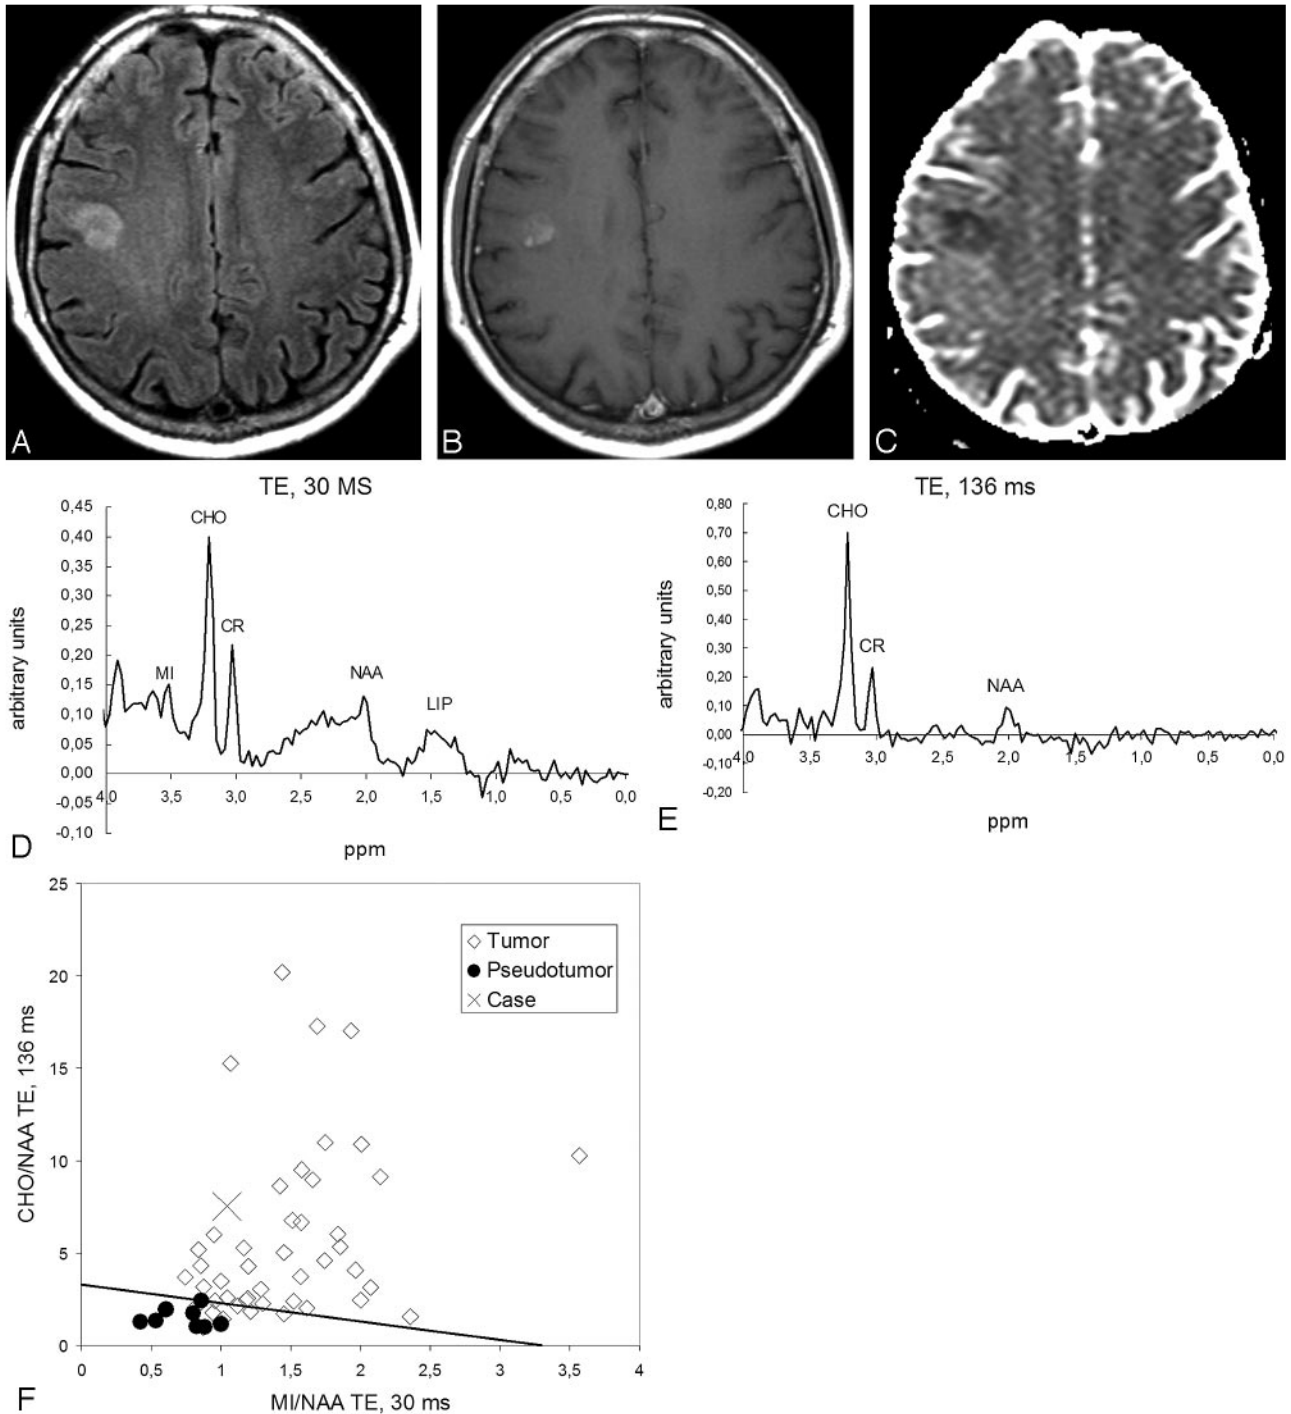 A
B
C
TE, 30 MS
0,45
0,40
0,35
0,30
0,25
0,20
0,15
0,10
0,05
0,00
-0,05
-0,10
arbitrary units
CHO
CR
MI
NAA
LIP
4,0 3,5 3,0 2,5 2,0 1,5 1,0 0,5 0,0
ppm
D
TE, 136 ms
0,80
0,70
0,60
0,50
0,40
0,30
0,20
0,10
0,00
-0,10
-0,20
arbitrary units
CHO
CR
NAA
4,0 3,5 3,0 2,5 2,0 1,5 1,0 0,5 0,0
ppm
E
25
20
15
10
5
0
CHO/NAA TE, 136 ms
Tumor
Pseudotumor
Case
0 0,5 1 1,5 2 2,5 3 3,5 4
MI/NAA TE, 30 ms
F